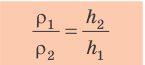 ρ₁/ρ₂ = h₂/h₁